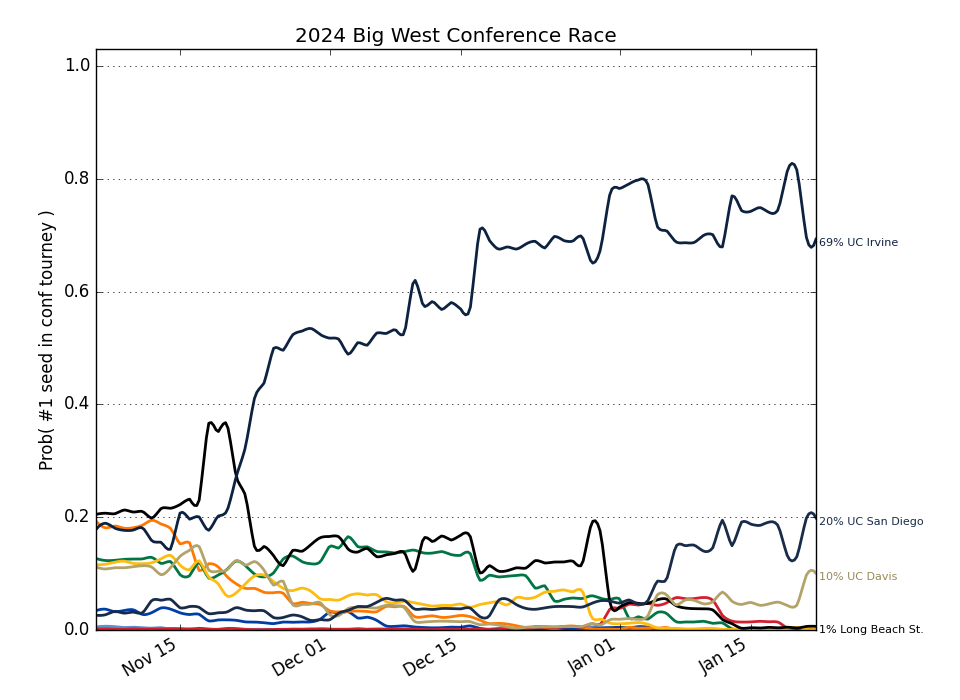 2024 Big West Conference Race
Prob( #1 seed in conf tourney )
1.0
0.8
0.6
0.4
0.2
0.0
Nov 15
Dec 01
Dec 15
Jan 01
Jan 15
69% UC Irvine
20% UC San Diego
10% UC Davis
1% Long Beach St.